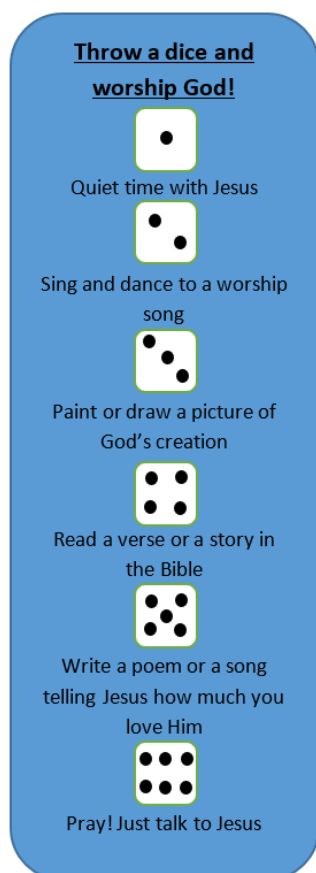 Throw a dice and
worship God!
Quiet time with Jesus
Sing and dance to a worship
song
Paint or draw a picture of
God’s creation
Read a verse or a story in
the Bible
Write a poem or a song
telling Jesus how much you
love Him
Pray! Just talk to Jesus